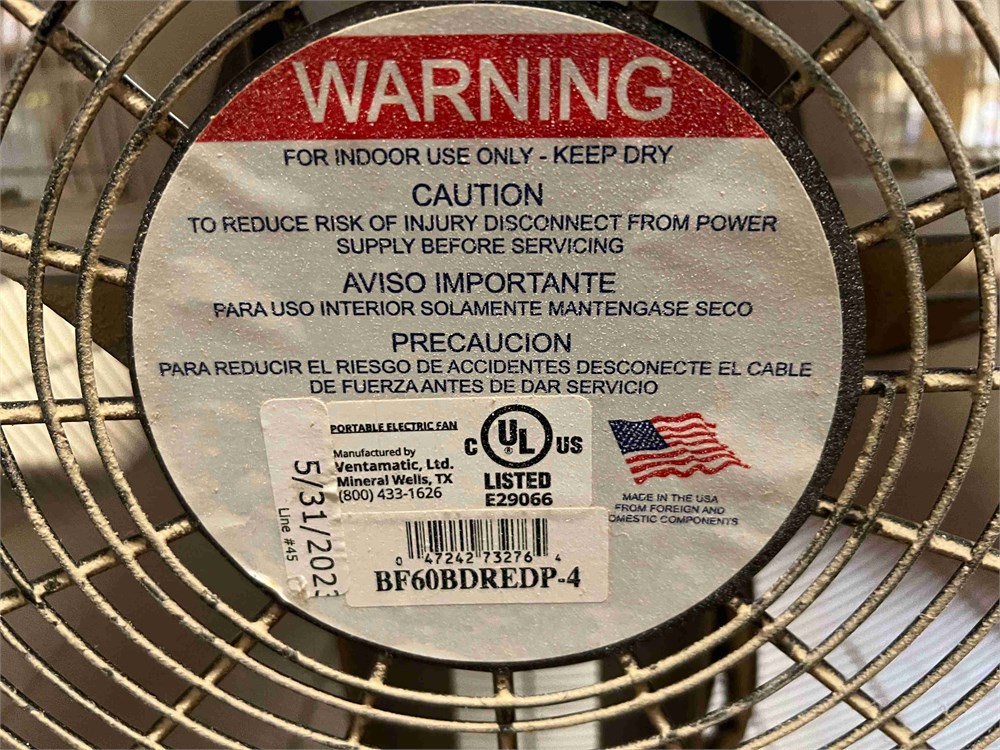 WARNING
FOR INDOOR USE ONLY - KEEP DRY
CAUTION
TO REDUCE RISK OF INJURY DISCONNECT FROM POWER
SUPPLY BEFORE SERVICING
AVISO IMPORTANTE
PARA USO INTERIOR SOLAMENTE MANTENGASE SECO
PRECAUCION
PARA REDUCIR EL RIESGO DE ACCIDENTES DESCONECTE EL CABLE
DE FUERZA ANTES DE DAR SERVICIO
PORTABLE ELECTRIC FAN
Manufactured by
Ventamatic, Ltd.
Mineral Wells, TX
(800) 433-1626
C UL ® US
LISTED
E29066
MADE IN THE USA
FROM FOREIGN AND
OMESTIC COMPONENTS
5/31/2023
Line #45
0 47242 73276 4
BF60BDREDP-4